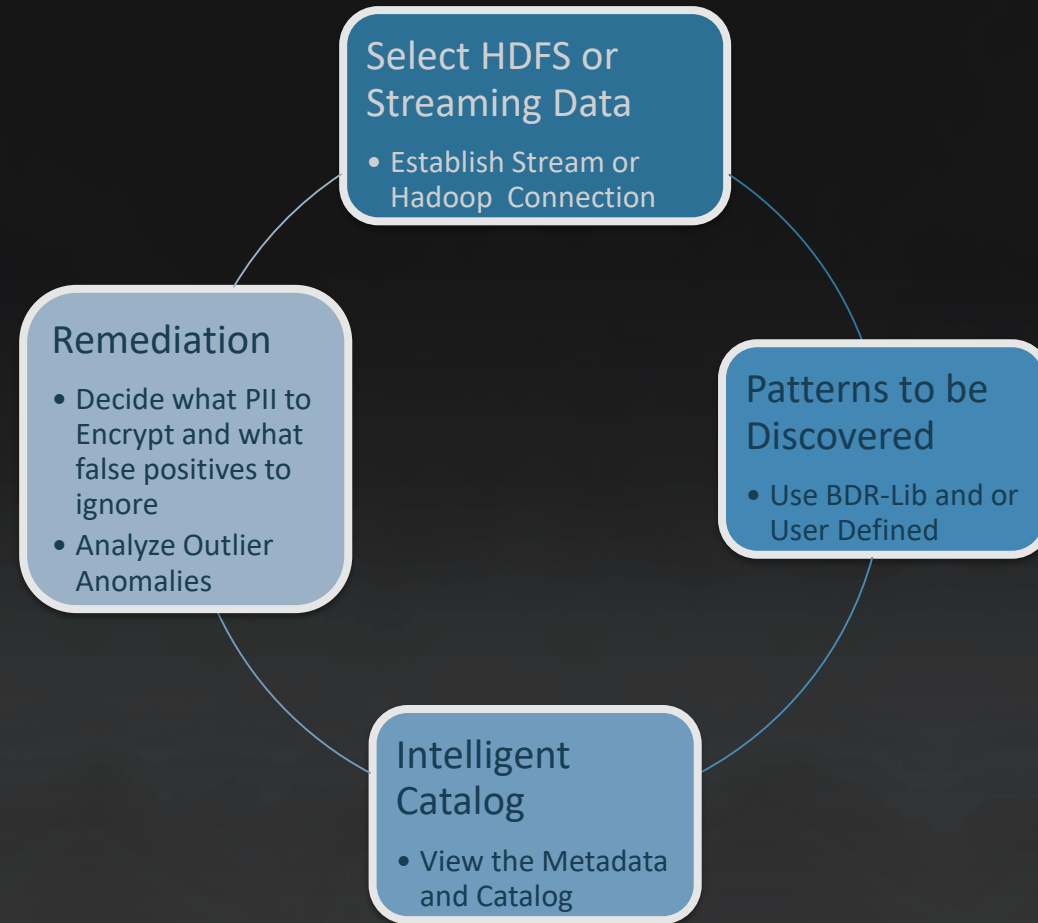 Select HDFS or
Streaming Data
• Establish Stream or
Hadoop Connection
Patterns to be
Discovered
• Use BDR-Lib and or
User Defined
Intelligent
Catalog
• View the Metadata
and Catalog
Remediation
• Decide what PII to
Encrypt and what
false positives to
ignore
• Analyze Outlier
Anomalies